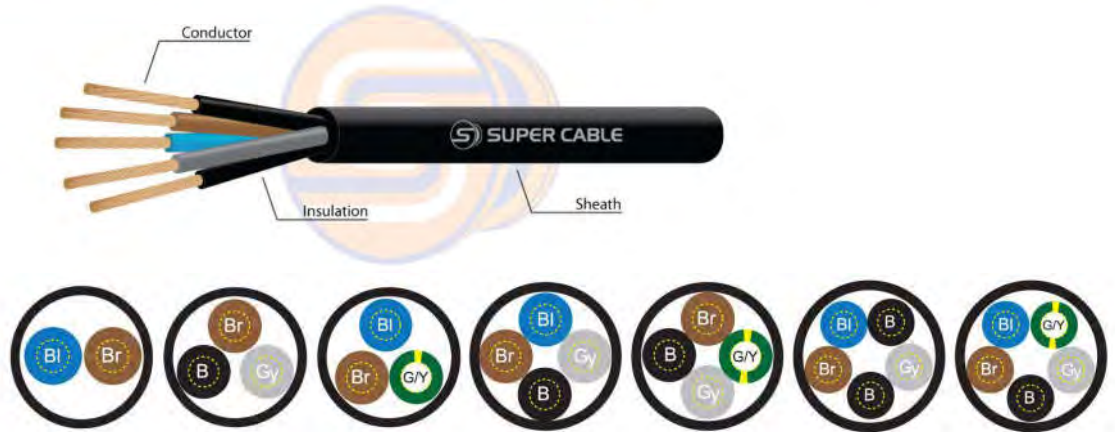 Conductor
SUPER CABLE
Insulation
Sheath
Bl Br
Br B Gy
Bl Br G/Y
Bl Br Gy B
Br B G/Y Gy
Bl B Br Gy B
Bl G/Y Br Gy B